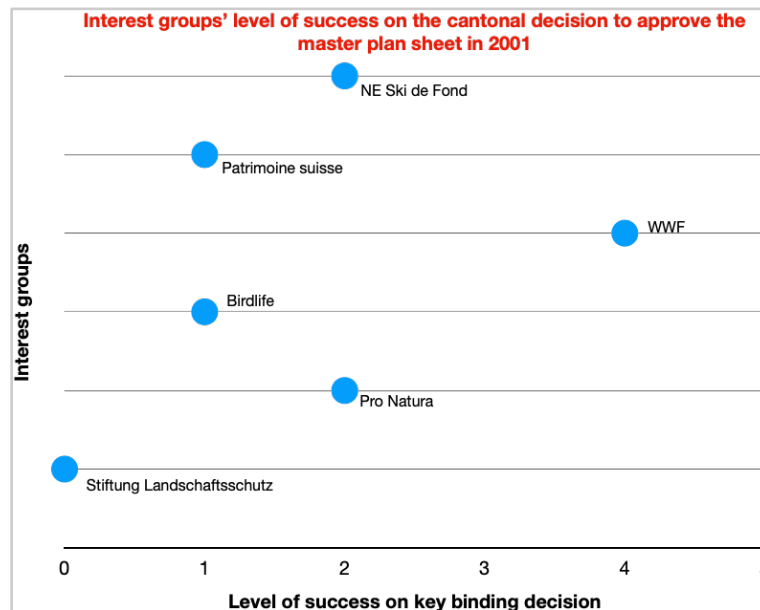 Interest groups’ level of success on the cantonal decision to approve the
master plan sheet in 2001
NE Ski de Fond
Patrimoine suisse
WWF
Birdlife
Pro Natura
Stiftung Landschaftsschutz
Interest groups
0 1 2 3 4
Level of success on key binding decision